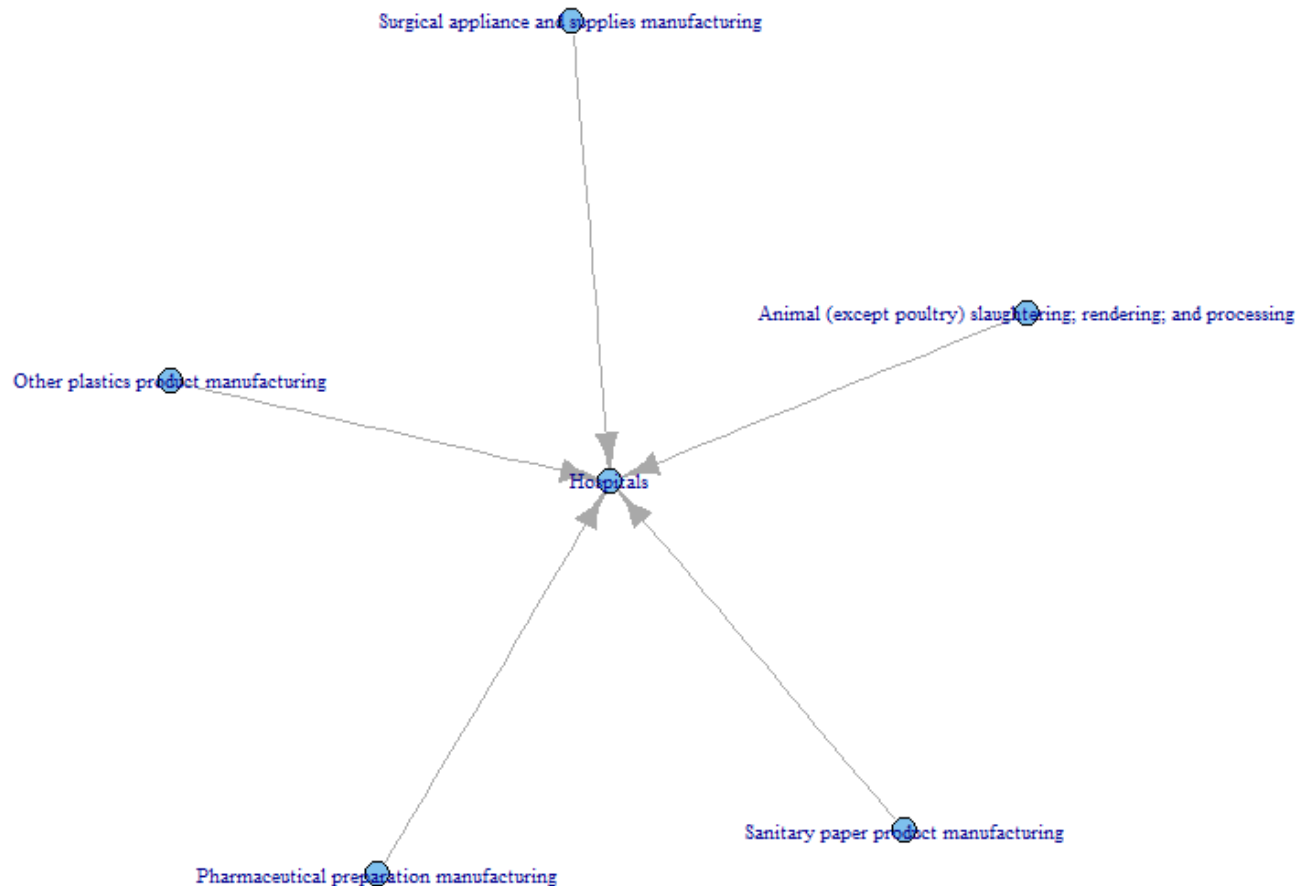 Surgical appliance and supplies manufacturing
Animal (except poultry) slaughtering; rendering; and processing
Other plastics product manufacturing
Hospitals
Sanitary paper product manufacturing
Pharmaceutical preparation manufacturing